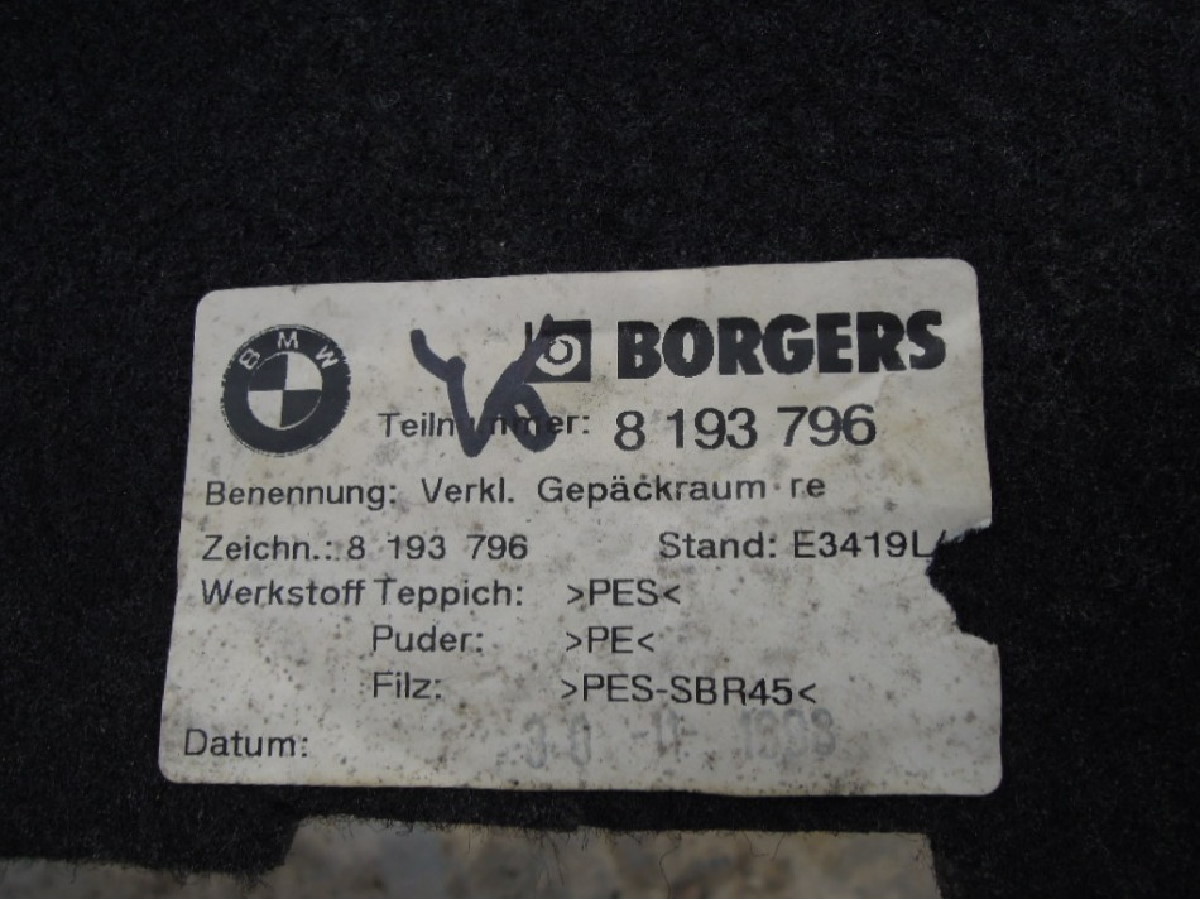 BMW
BORGERS
Teilnummer: 8 193 796
Benennung: Verkl. Gepäckraum re
Zeichn.: 8 193 796 Stand: E3419L/
Werkstoff Teppich: >PES<
Puder: >PE<
Filz: >PES-SBR45<
Datum: